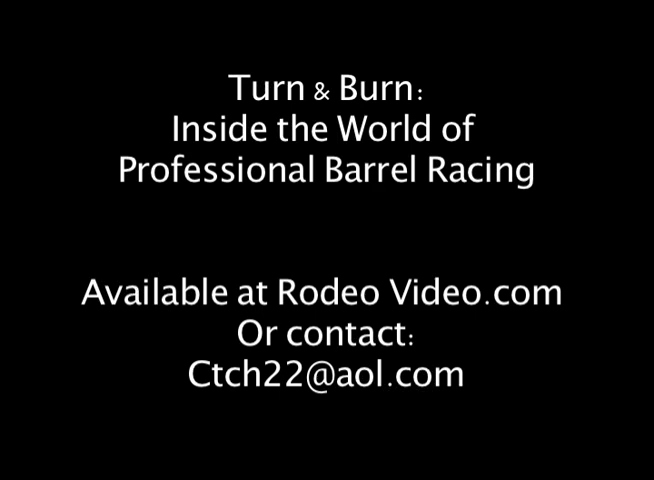 Turn & Burn:
Inside the World of
Professional Barrel Racing
Available at Rodeo Video.com
Or contact:
Ctch22@aol.com